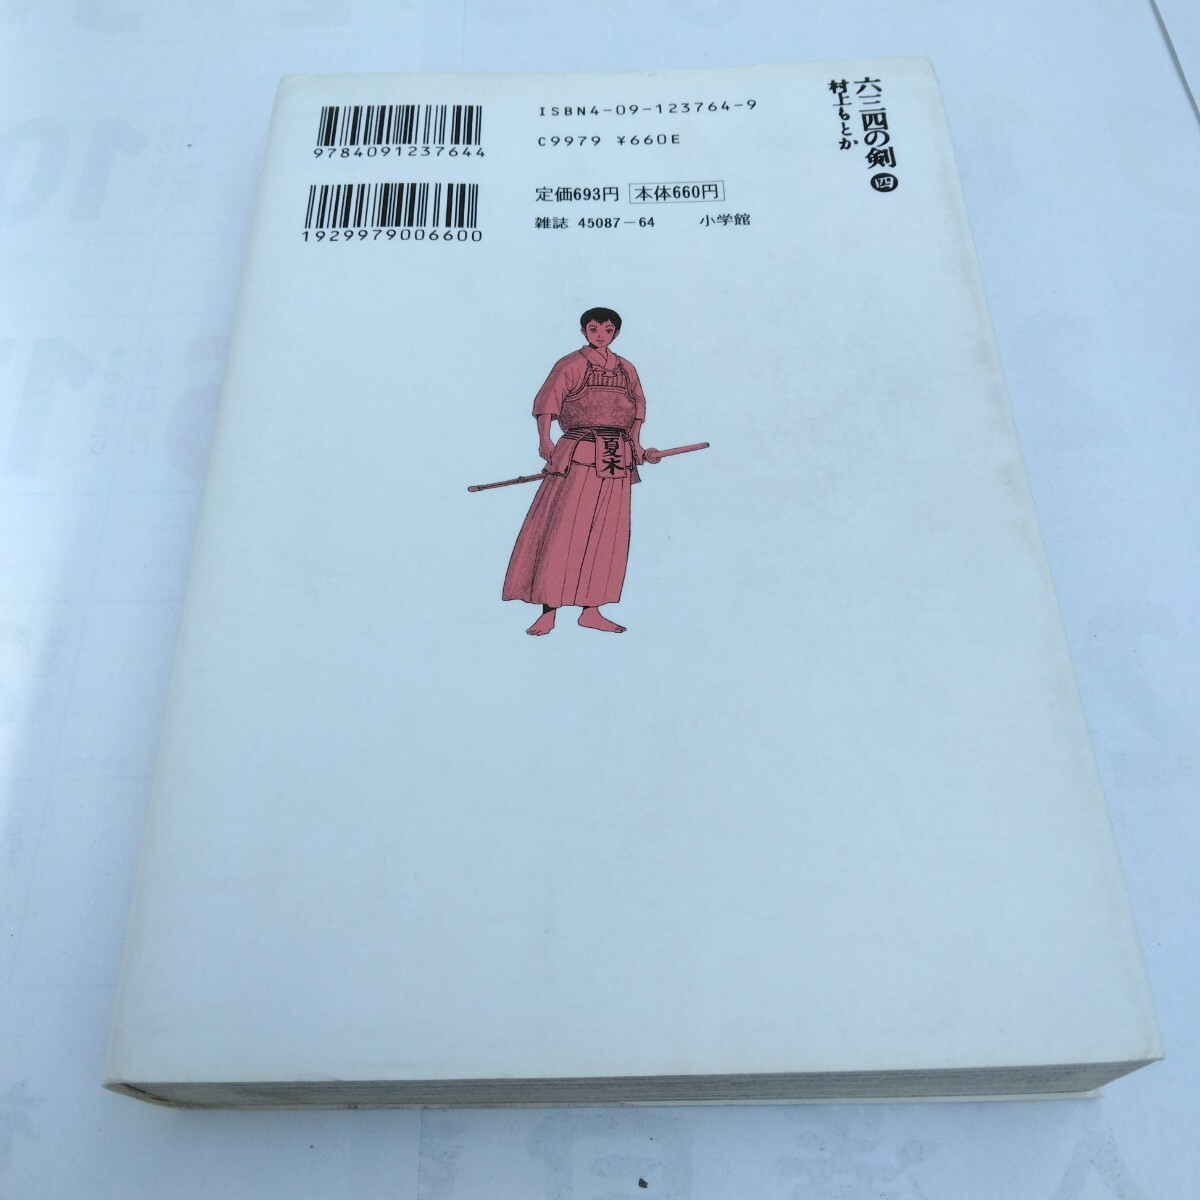 六三四の剣 四
村上もとか
ISBN4-09-123764-9
C9979 ¥660E
9784091237644
定価693円 本体660円
雑誌 45087-64 小学館
1929979006600
夏木